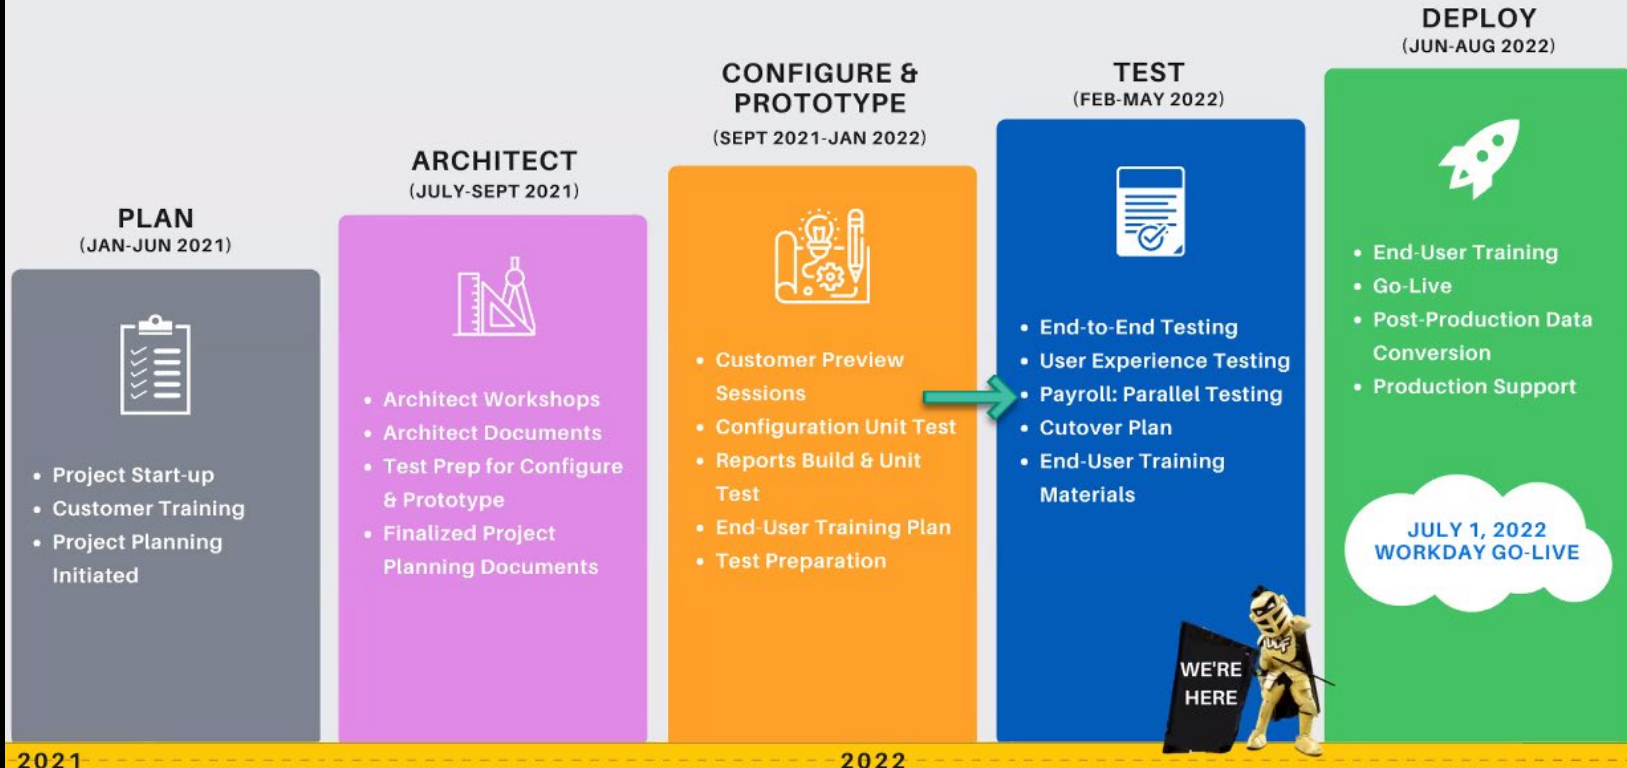 PLAN
(JAN-JUN 2021)
• Project Start-up
• Customer Training
• Project Planning
Initiated
ARCHITECT
(JULY-SEPT 2021)
• Architect Workshops
• Architect Documents
• Test Prep for Configure
& Prototype
• Finalized Project
Planning Documents
CONFIGURE &
PROTOTYPE
(SEPT 2021-JAN 2022)
• Customer Preview
Sessions
• Configuration Unit Test
• Reports Build & Unit
Test
• End-User Training Plan
• Test Preparation
TEST
(FEB-MAY 2022)
• End-to-End Testing
• User Experience Testing
• Payroll: Parallel Testing
• Cutover Plan
• End-User Training
Materials
WE'RE
HERE
UCF
DEPLOY
(JUN-AUG 2022)
• End-User Training
• Go-Live
• Post-Production Data
Conversion
• Production Support
JULY 1, 2022
WORKDAY GO-LIVE
2021
2022